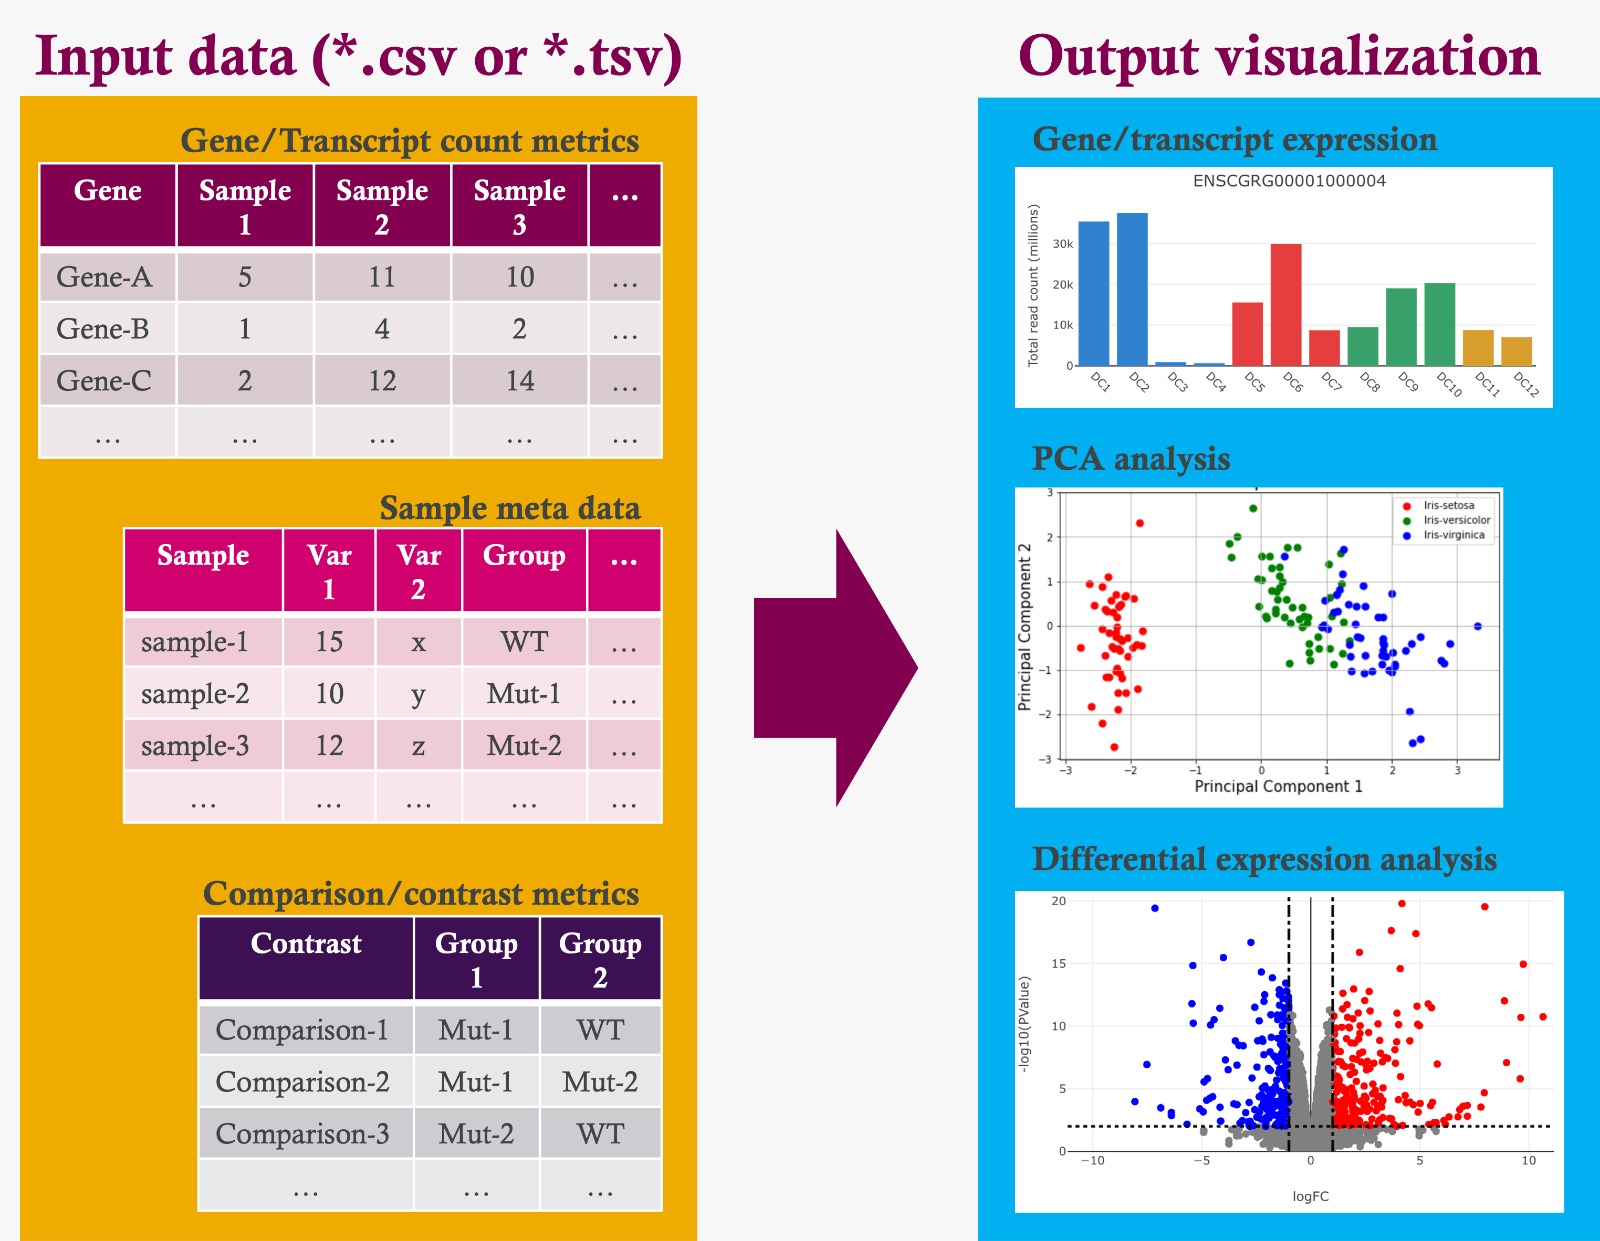 Input data (*.csv or *.tsv)
Gene/Transcript count metrics
Gene Sample 1 Sample 2 Sample 3 ...
Gene-A 5 11 10 ...
Gene-B 1 4 2 ...
Gene-C 2 12 14 ...
... ... ... ... ...
Sample meta data
Sample Var 1 Var 2 Group ...
sample-1 15 x WT ...
sample-2 10 y Mut-1 ...
sample-3 12 z Mut-2 ...
... ... ... ... ...
Comparison/contrast metrics
Contrast Group 1 Group 2
Comparison-1 Mut-1 WT
Comparison-2 Mut-1 Mut-2
Comparison-3 Mut-2 WT
... ... ...
Output visualization
Gene/transcript expression
ENSCGRG00001000004
Total read count (millions)
30k
20k
10k
0
DC1 DC2 DC3 DC4 DC5 DC6 DC7 DC8 DC9 DC10 DC11 DC12
PCA analysis
Iris-setosa
Iris-versicolor
Iris-virginica
Principal Component 2
3
2
1
0
−1
−2
−3
−3 −2 −1 0 1 2 3
Principal Component 1
Differential expression analysis
-log10(PValue)
20
15
10
5
0
−10 −5 0 5 10
logFC